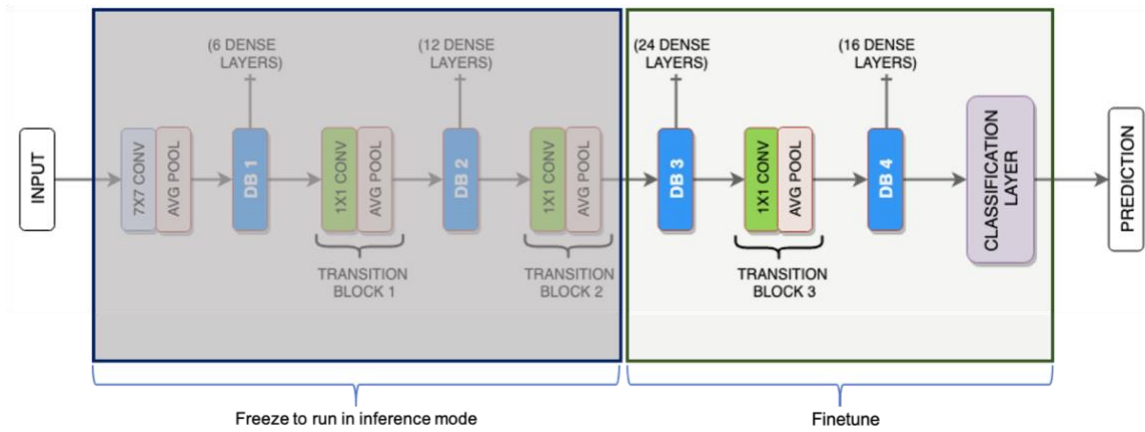 (6 DENSE
LAYERS)
(12 DENSE
LAYERS)
(24 DENSE
LAYERS)
(16 DENSE
LAYERS)
INPUT
7X7 CONV
AVG POOL
DB 1
1X1 CONV
AVG POOL
DB 2
1X1 CONV
AVG POOL
DB 3
1X1 CONV
AVG POOL
DB 4
CLASSIFICATION
LAYER
PREDICTION
TRANSITION
BLOCK 1
TRANSITION
BLOCK 2
TRANSITION
BLOCK 3
Freeze to run in inference mode
Finetune